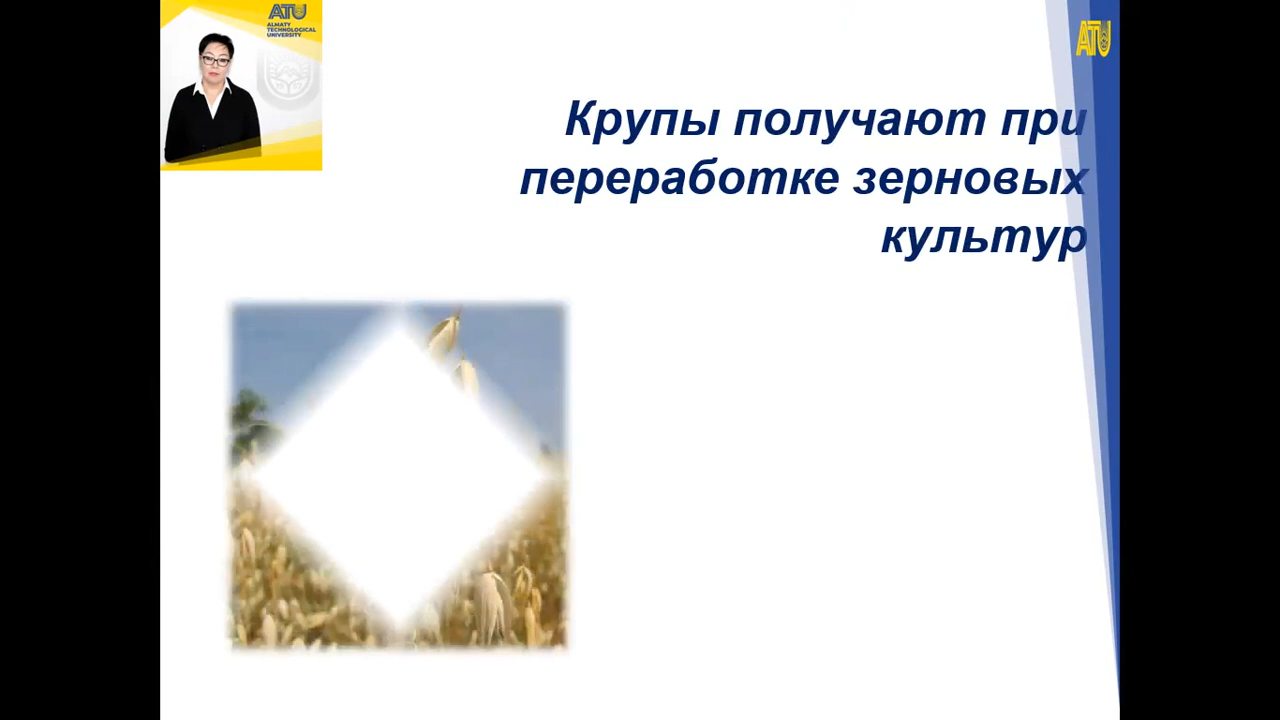 ATU
ALMATY
TECHNOLOGICAL
UNIVERSITY
ATU
Крупы получают при
переработке зерновых
культур